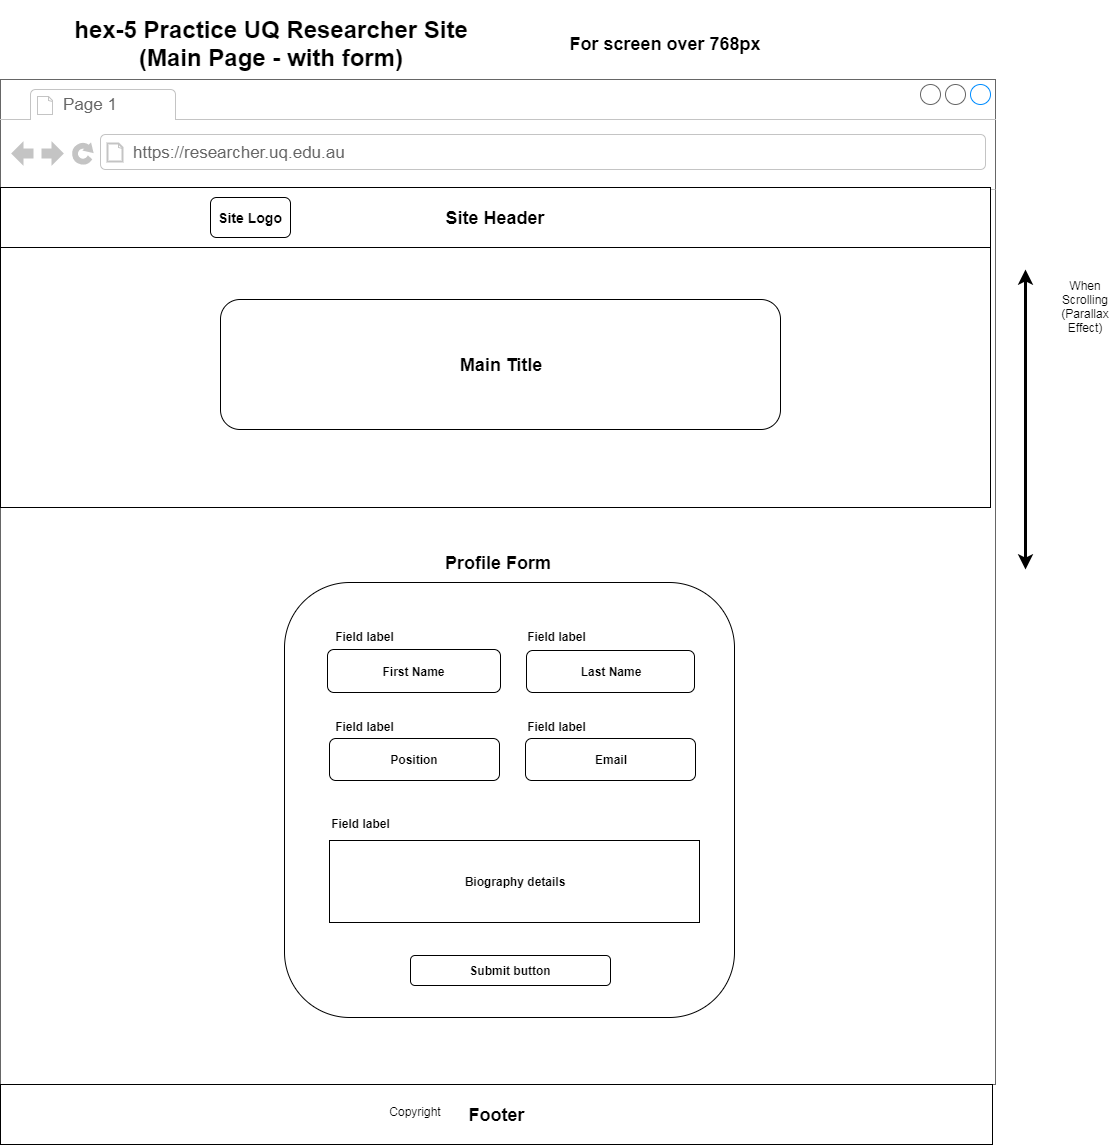 hex-5 Practice UQ Researcher Site
(Main Page - with form)
For screen over 768px
Page 1
https://researcher.uq.edu.au
Site Logo
Site Header
When
Scrolling
(Parallax
Effect)
Main Title
Profile Form
Field label
Field label
First Name
Last Name
Field label
Field label
Position
Email
Field label
Biography details
Submit button
Copyright
Footer